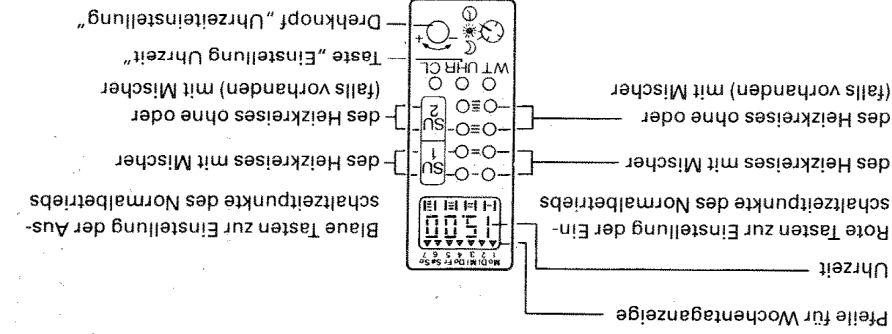 Pfeile für Wochentaganzeige
Uhrzeit
Rote Tasten zur Einstellung der Ein-
schaltzeitpunkte des Normalbetriebs
des Heizkreises mit Mischer
des Heizkreises ohne oder
(falls vorhanden) mit Mischer
Mo Di Mi Do Fr Sa So
1 2 3 4 5 6 7
15 00
SU
1
SU
2
WT UHR CL
- +
Blaue Tasten zur Einstellung der Aus-
schaltzeitpunkte des Normalbetriebs
des Heizkreises mit Mischer
des Heizkreises ohne oder
(falls vorhanden) mit Mischer
Taste „Einstellung Uhrzeit"
Drehknopf „Uhrzeiteinstellung"